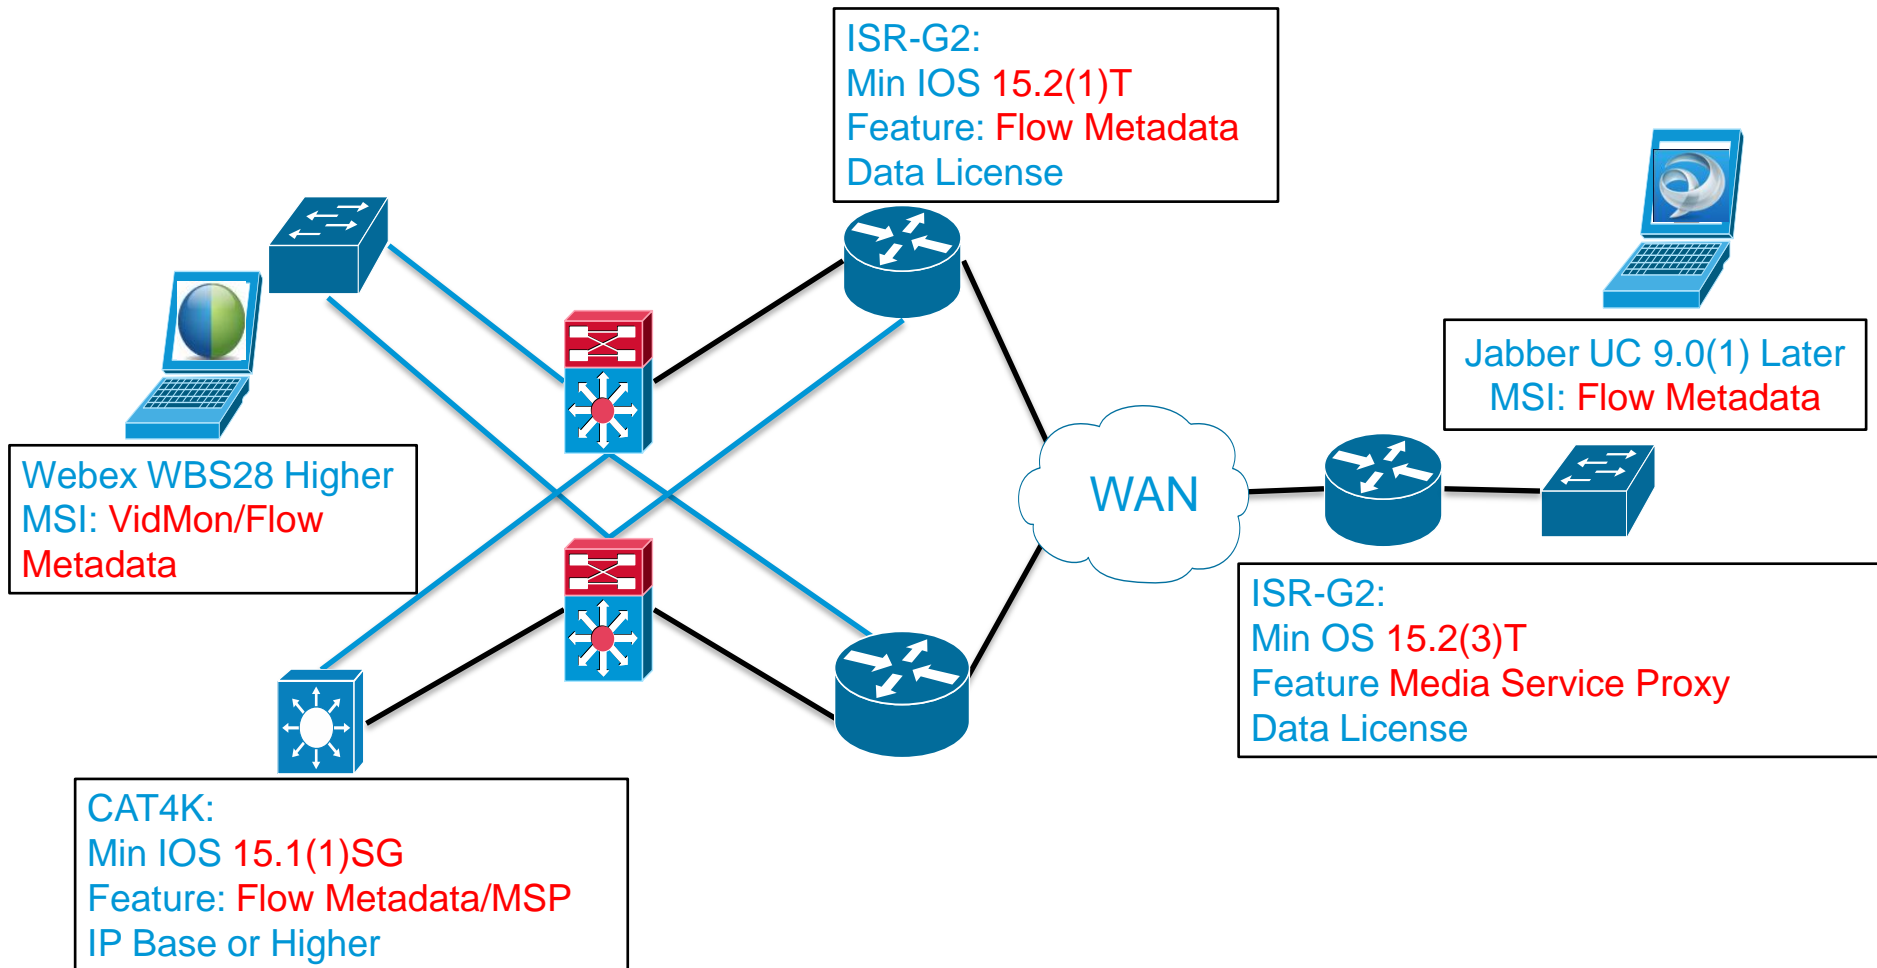 ISR-G2:
Min IOS 15.2(1)T
Feature: Flow Metadata
Data License
Jabber UC 9.0(1) Later
MSI: Flow Metadata
Webex WBS28 Higher
MSI: VidMon/Flow
Metadata
WAN
ISR-G2:
Min OS 15.2(3)T
Feature Media Service Proxy
Data License
CAT4K:
Min IOS 15.1(1)SG
Feature: Flow Metadata/MSP
IP Base or Higher